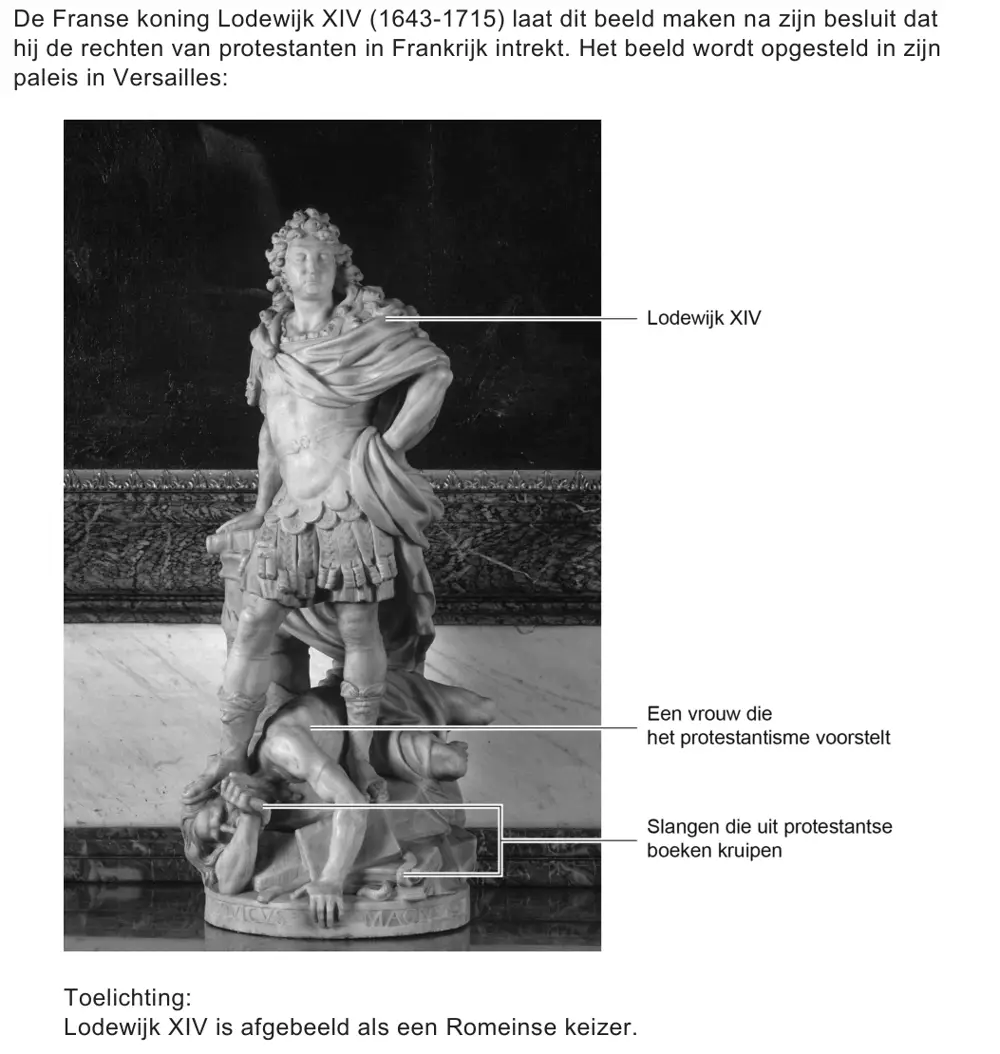 De Franse koning Lodewijk XIV (1643-1715) laat dit beeld maken na zijn besluit dat
hij de rechten van protestanten in Frankrijk intrekt. Het beeld wordt opgesteld in zijn
paleis in Versailles:
Lodewijk XIV
Een vrouw die
het protestantisme voorstelt
Slangen die uit protestantse
boeken kruipen
VICVS MAGNVS
Toelichting:
Lodewijk XIV is afgebeeld als een Romeinse keizer.